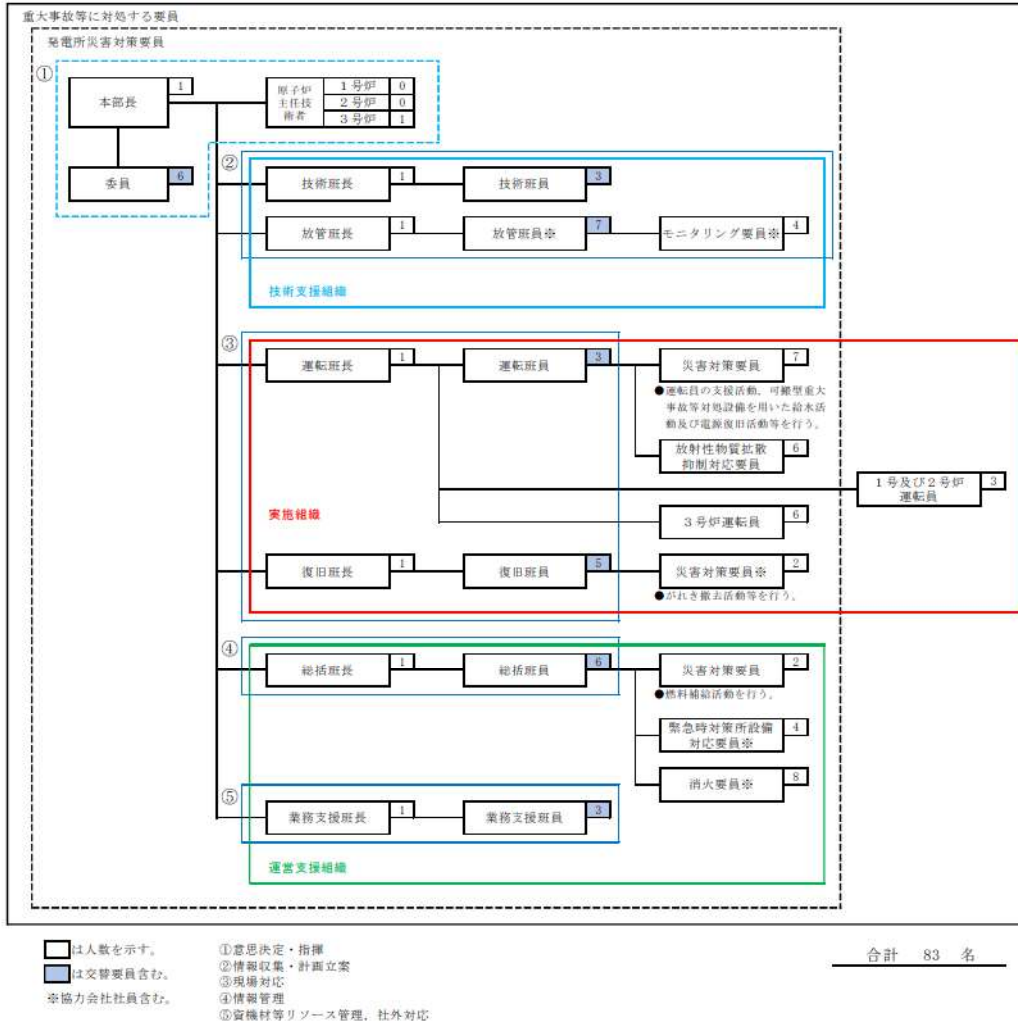 重大事故等に対処する要員
発電所災害対策要員
①
本部長
1
原子炉
主任技
術者
1号炉 0
2号炉 0
3号炉 1
委員
6
②
技術班長
1
技術班員
3
放管班長
1
放管班員※
7
モニタリング要員※
4
技術支援組織
③
運転班長
1
運転班員
3
災害対策要員
7
●運転員の支援活動、可搬型重大
事故等対処設備を用いた給水活
動及び電源復旧活動等を行う。
放射性物質拡散
抑制対応要員
6
1号及び2号炉
運転員
3
実施組織
3号炉運転員
6
復旧班長
1
復旧班員
5
災害対策要員※
2
●がれき撤去活動等を行う。
④
総括班長
1
総括班員
6
災害対策要員
2
●燃料補給活動を行う。
緊急時対策所設備
対応要員※
4
消火要員※
8
⑤
業務支援班長
1
業務支援班員
3
運営支援組織
は人数を示す。
は交替要員含む。
※協力会社社員含む。
①意思決定・指揮
②情報収集・計画立案
③現場対応
④情報管理
⑤資機材等リソース管理、社外対応
合計 83 名